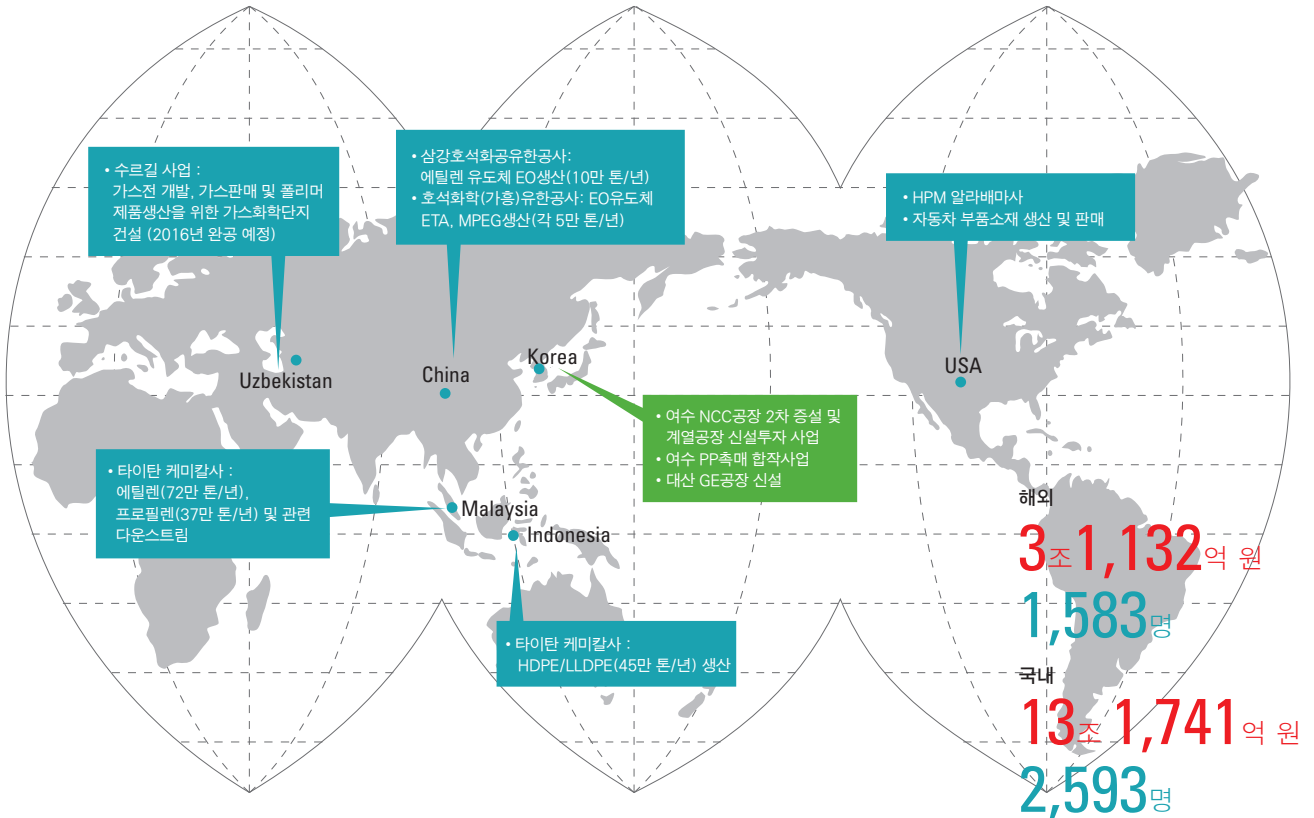 • 수르길 사업 :
가스전 개발, 가스판매 및 폴리머
제품생산을 위한 가스화학단지
건설 (2016년 완공 예정)
• 삼강호석화공유한공사:
에틸렌 유도체 EO생산(10만 톤/년)
• 호석화학(가흥)유한공사: EO유도체
ETA, MPEG생산(각 5만 톤/년)
• HPM 알라배마사
• 자동차 부품소재 생산 및 판매
Uzbekistan
China
Korea
USA
• 여수 NCC공장 2차 증설 및
계열공장 신설투자 사업
• 여수 PP촉매 합작사업
• 대산 GE공장 신설
• 타이탄 케미칼사 :
에틸렌(72만 톤/년),
프로필렌(37만 톤/년) 및 관련
다운스트림
Malaysia
Indonesia
• 타이탄 케미칼사 :
HDPE/LLDPE(45만 톤/년) 생산
해외
3조 1,132억 원
1,583명
국내
13조 1,741억 원
2,593명